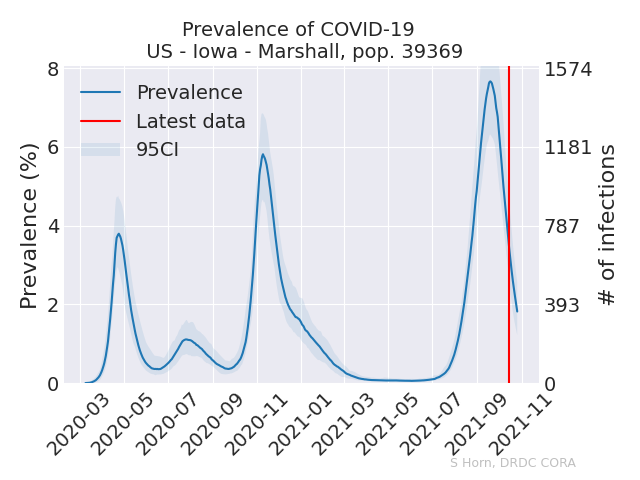 Prevalence of COVID-19
US - Iowa - Marshall, pop. 39369
Prevalence (%)
8
6
4
2
0
1574
1181
787
393
0
# of infections
Prevalence
Latest data
95CI
2020-03
2020-05
2020-07
2020-09
2020-11
2021-01
2021-03
2021-05
2021-07
2021-09
2021-11
S Horn, DRDC CORA